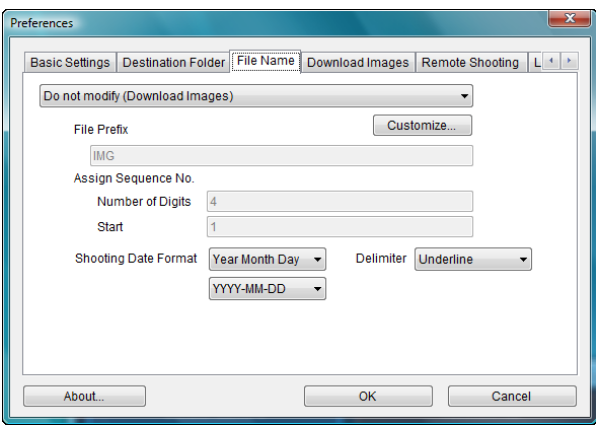 Preferences
Basic Settings Destination Folder File Name Download Images Remote Shooting L
Do not modify (Download Images)
File Prefix Customize...
IMG
Assign Sequence No.
Number of Digits 4
Start 1
Shooting Date Format Year Month Day Delimiter Underline
YYYY-MM-DD
About... OK Cancel